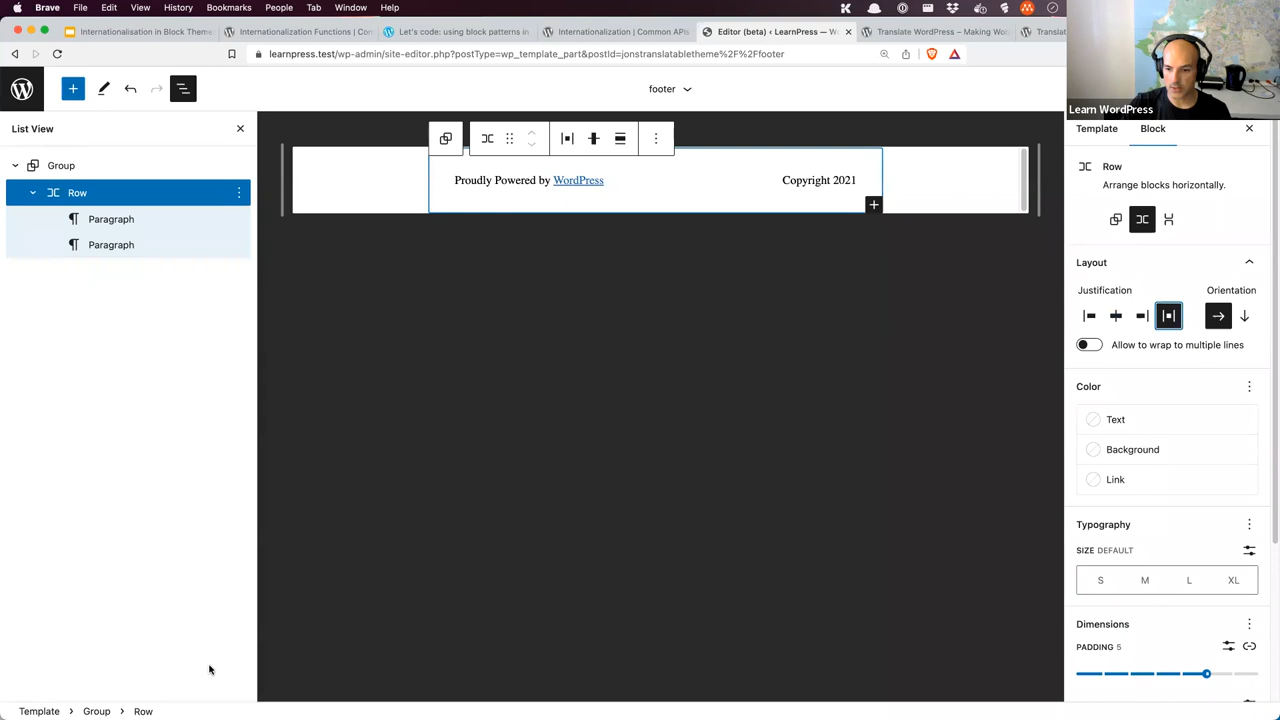 Brave File Edit View History Bookmarks People Tab Window Help
Internationalisation in Block Theme
Internationalization Functions | Con
Let's code: using block patterns in
Internationalization | Common APIs
Editor (beta) ‹ LearnPress — W
Translate WordPress – Making Wo
learnpress.test/wp-admin/site-editor.php?postType=wp_template_part&postId=jonstranslatabletheme%2F%2Ffooter
Learn WordPress
footer
List View
Group
Row
Paragraph
Paragraph
Proudly Powered by WordPress
Copyright 2021
Template
Block
Row
Arrange blocks horizontally.
Layout
Justification
Orientation
Allow to wrap to multiple lines
Color
Text
Background
Link
Typography
SIZE DEFAULT
S M L XL
Dimensions
PADDING 5
Template > Group > Row